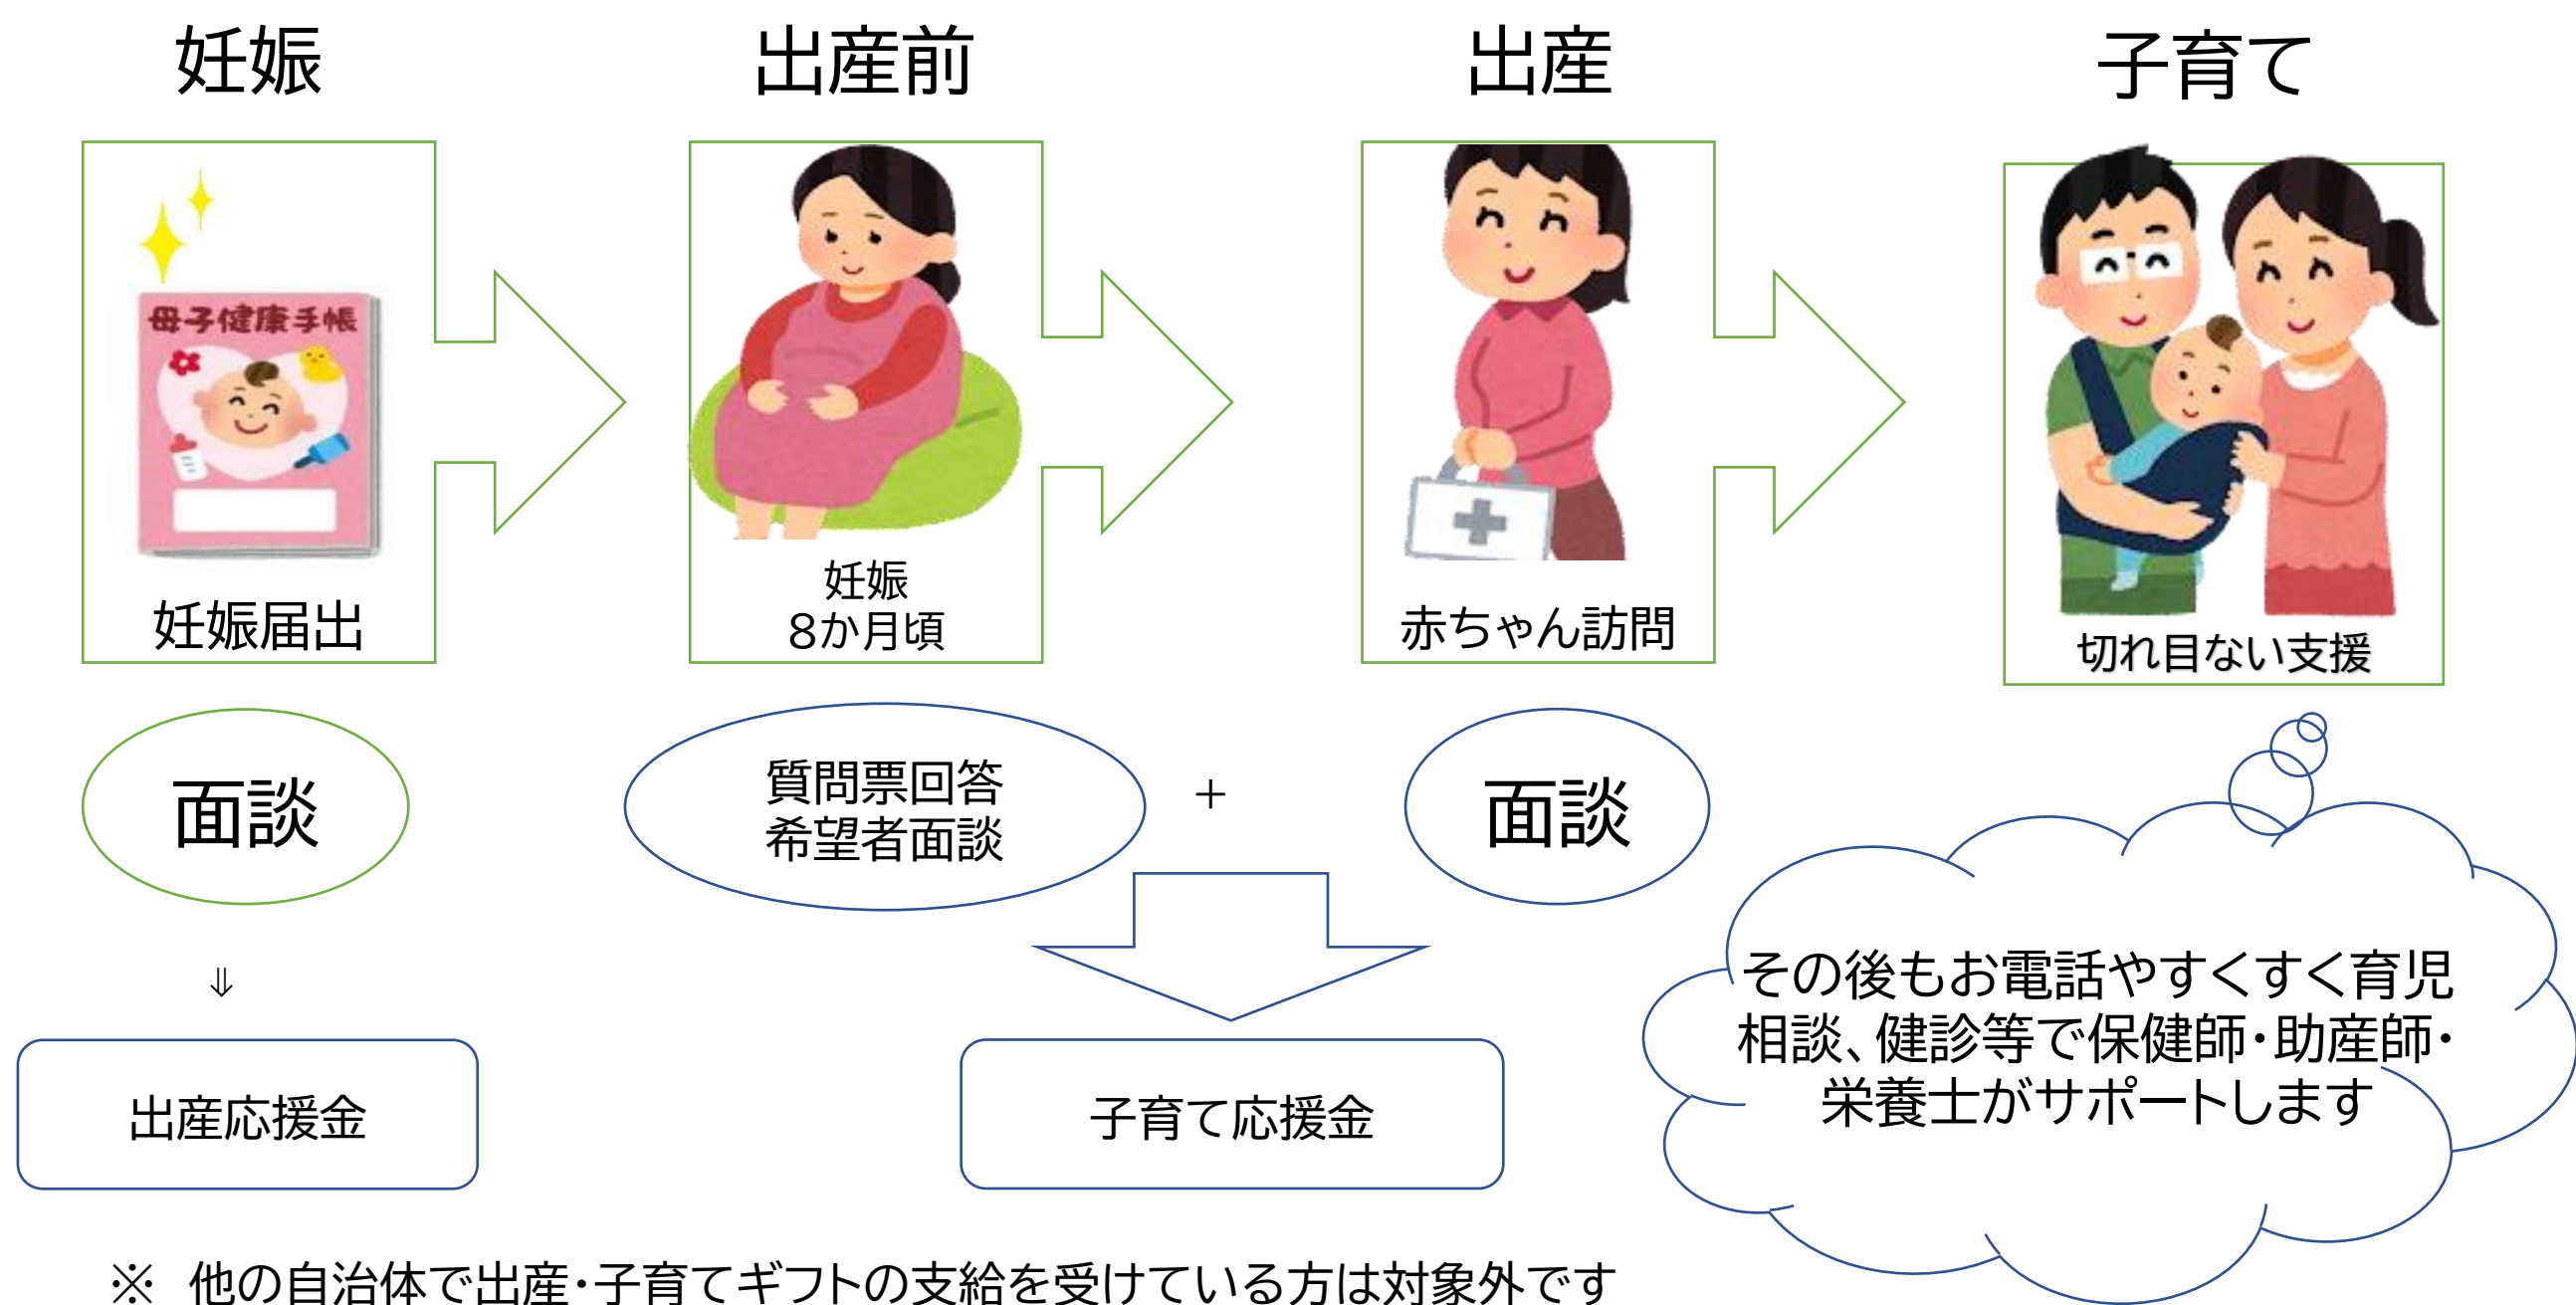 妊娠
出産前
出産
子育て
母子健康手帳
妊娠届出
妊娠
8か月頃
赤ちゃん訪問
切れ目ない支援
面談
質問票回答
希望者面談
+
面談
⇓
出産応援金
子育て応援金
その後もお電話やすくすく育児
相談、健診等で保健師・助産師・
栄養士がサポートします
※ 他の自治体で出産・子育てギフトの支給を受けている方は対象外です